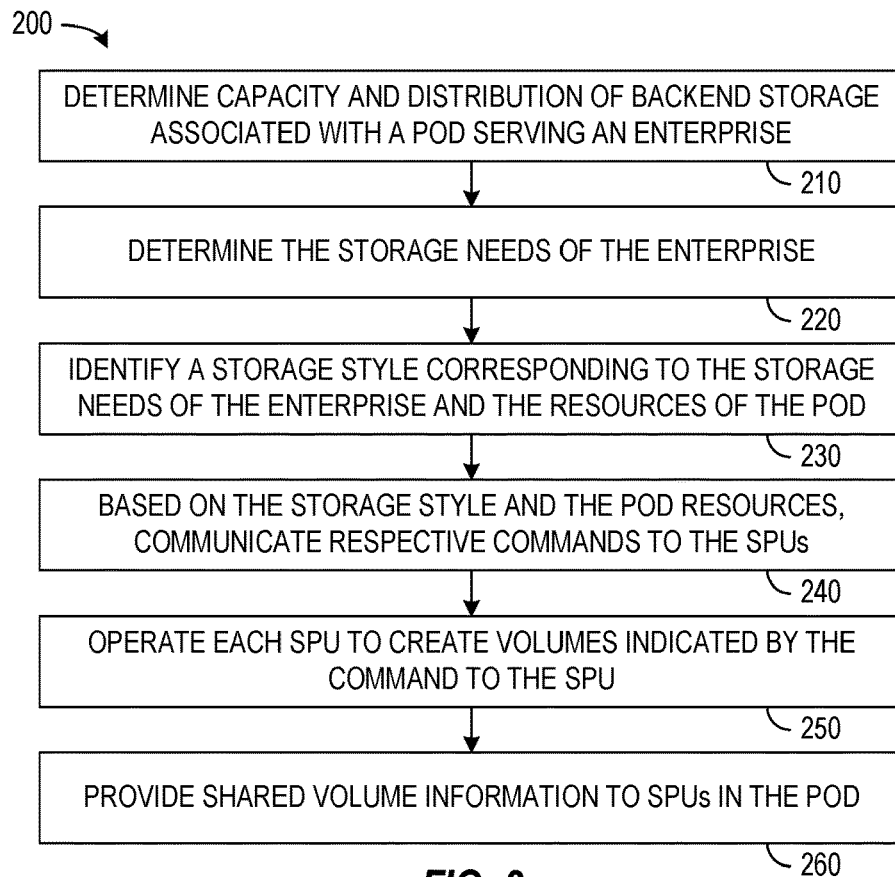 200
DETERMINE CAPACITY AND DISTRIBUTION OF BACKEND STORAGE
ASSOCIATED WITH A POD SERVING AN ENTERPRISE
210
DETERMINE THE STORAGE NEEDS OF THE ENTERPRISE
220
IDENTIFY A STORAGE STYLE CORRESPONDING TO THE STORAGE
NEEDS OF THE ENTERPRISE AND THE RESOURCES OF THE POD
230
BASED ON THE STORAGE STYLE AND THE POD RESOURCES,
COMMUNICATE RESPECTIVE COMMANDS TO THE SPUs
240
OPERATE EACH SPU TO CREATE VOLUMES INDICATED BY THE
COMMAND TO THE SPU
250
PROVIDE SHARED VOLUME INFORMATION TO SPUs IN THE POD
260
FIG.